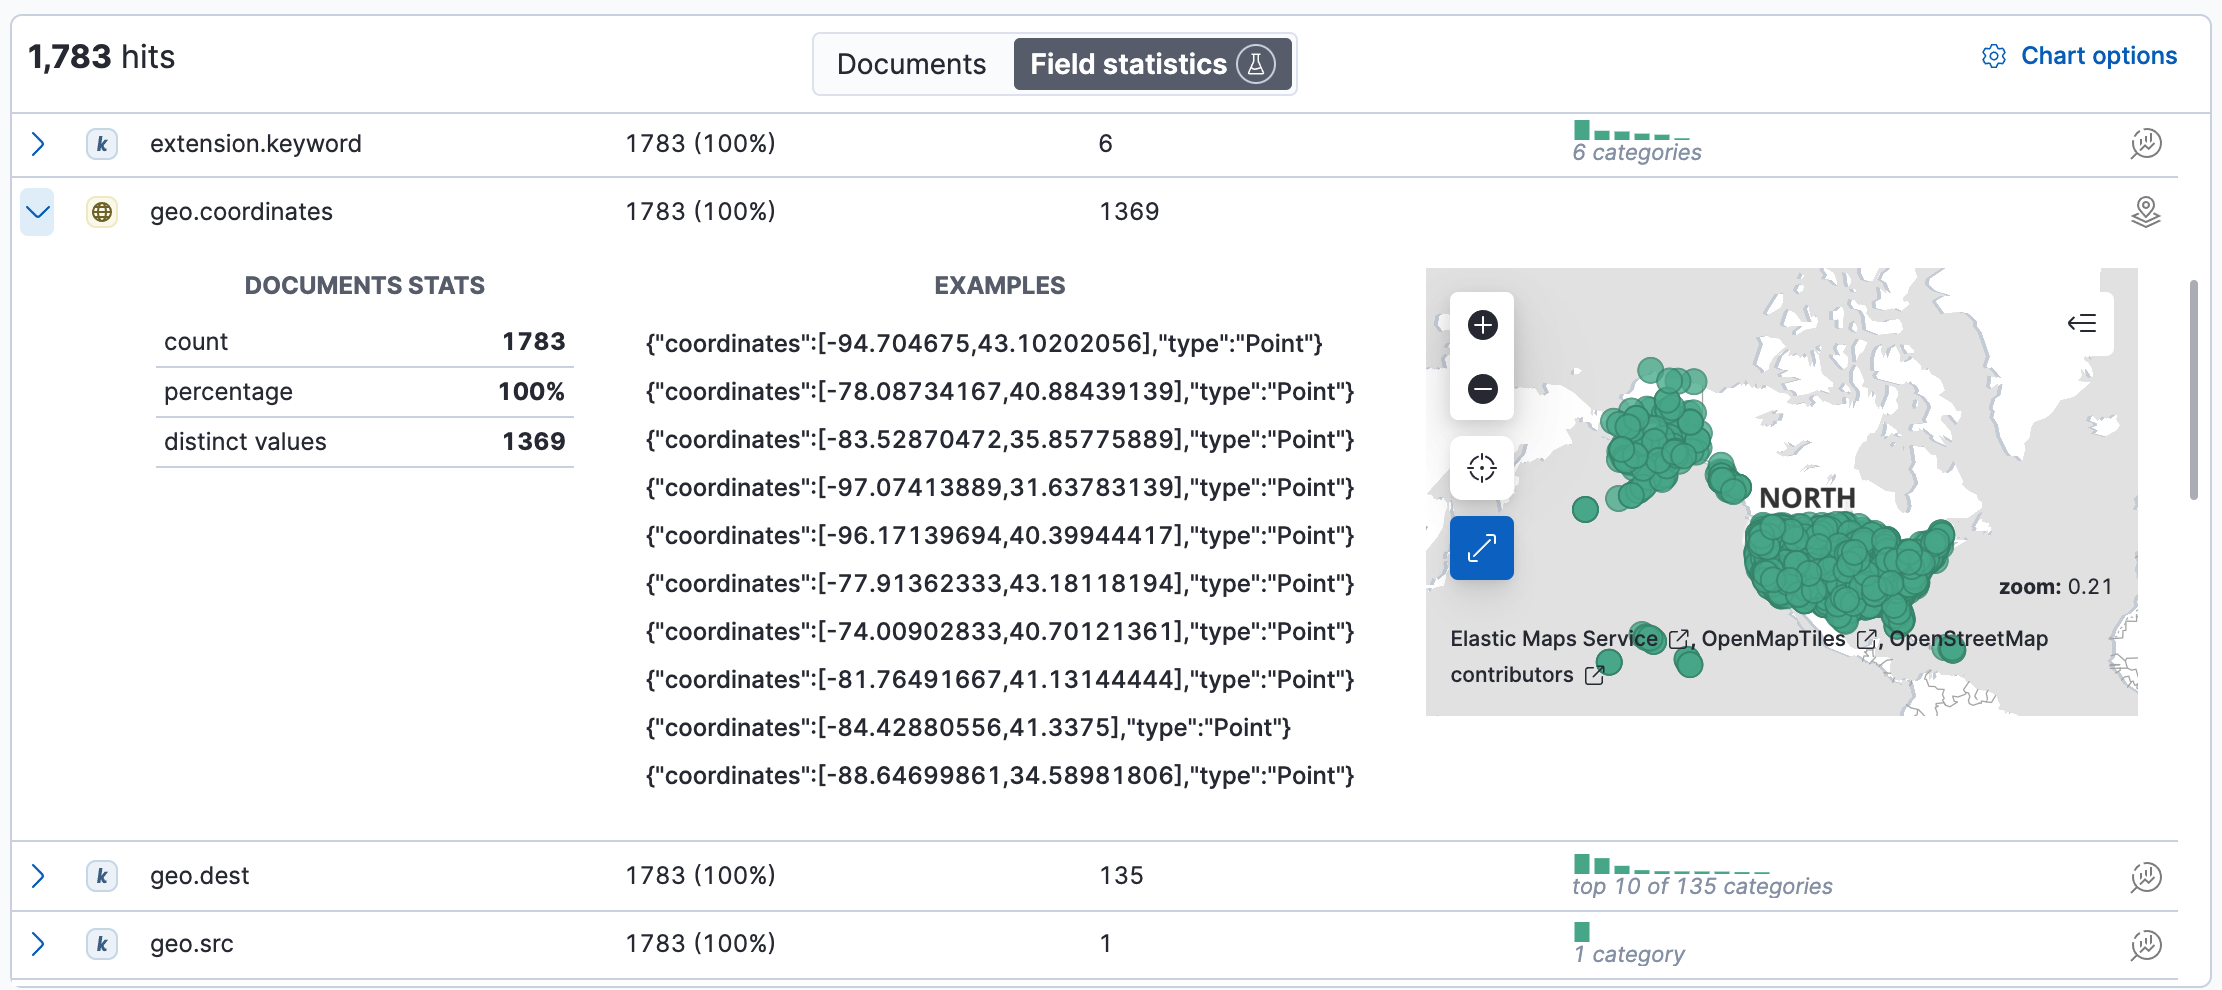 1,783 hits
Documents
Field statistics
Chart options
k extension.keyword 1783 (100%) 6
6 categories
geo.coordinates 1783 (100%) 1369
DOCUMENTS STATS
count 1783
percentage 100%
distinct values 1369
EXAMPLES
{"coordinates":[-94.704675,43.10202056],"type":"Point"}
{"coordinates":[-78.08734167,40.88439139],"type":"Point"}
{"coordinates":[-83.52870472,35.85775889],"type":"Point"}
{"coordinates":[-97.07413889,31.63783139],"type":"Point"}
{"coordinates":[-96.17139694,40.39944417],"type":"Point"}
{"coordinates":[-77.91362333,43.18118194],"type":"Point"}
{"coordinates":[-74.00902833,40.70121361],"type":"Point"}
{"coordinates":[-81.76491667,41.13144444],"type":"Point"}
{"coordinates":[-84.42880556,41.3375],"type":"Point"}
{"coordinates":[-88.64699861,34.58981806],"type":"Point"}
NORTH
zoom: 0.21
Elastic Maps Service , OpenMapTiles , OpenStreetMap
contributors
k geo.dest 1783 (100%) 135
top 10 of 135 categories
k geo.src 1783 (100%) 1
1 category